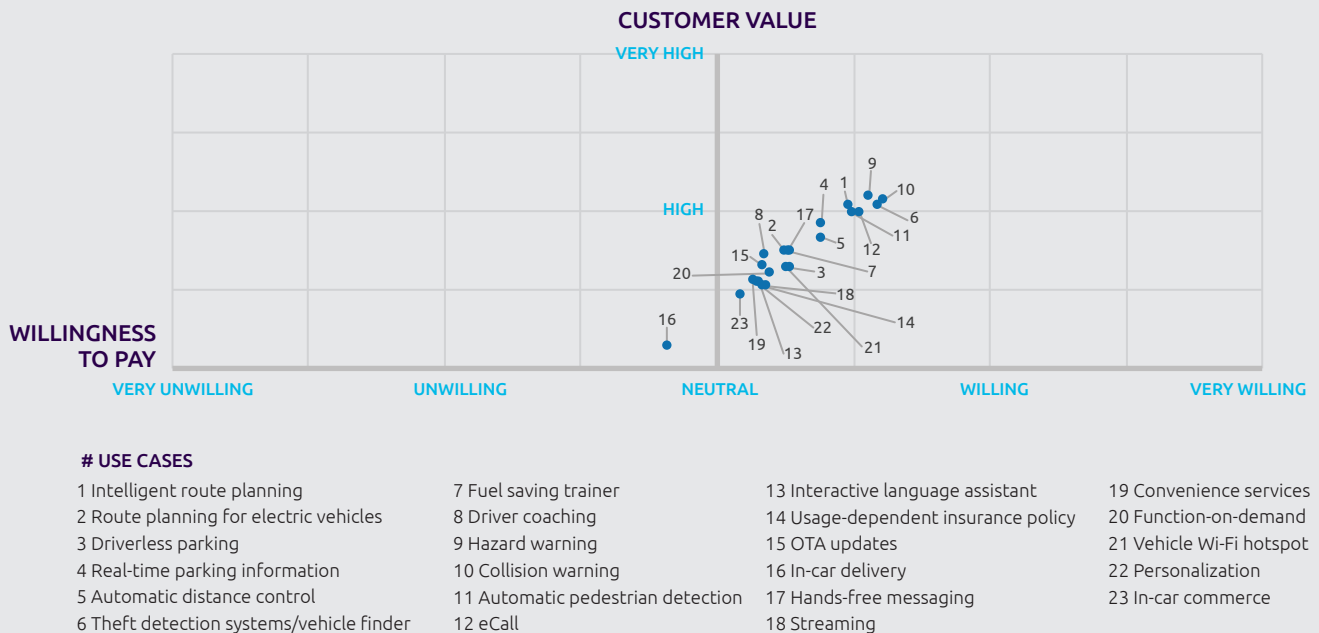 CUSTOMER VALUE
VERY HIGH
9
4
1
10
HIGH
8
17
6
2
11
5
12
15
7
20
3
18
16
23
22
14
19
13
21
WILLINGNESS
TO PAY
VERY UNWILLING
UNWILLING
NEUTRAL
WILLING
VERY WILLING
# USE CASES
1 Intelligent route planning
2 Route planning for electric vehicles
3 Driverless parking
4 Real-time parking information
5 Automatic distance control
6 Theft detection systems/vehicle finder
7 Fuel saving trainer
8 Driver coaching
9 Hazard warning
10 Collision warning
11 Automatic pedestrian detection
12 eCall
13 Interactive language assistant
14 Usage-dependent insurance policy
15 OTA updates
16 In-car delivery
17 Hands-free messaging
18 Streaming
19 Convenience services
20 Function-on-demand
21 Vehicle Wi-Fi hotspot
22 Personalization
23 In-car commerce